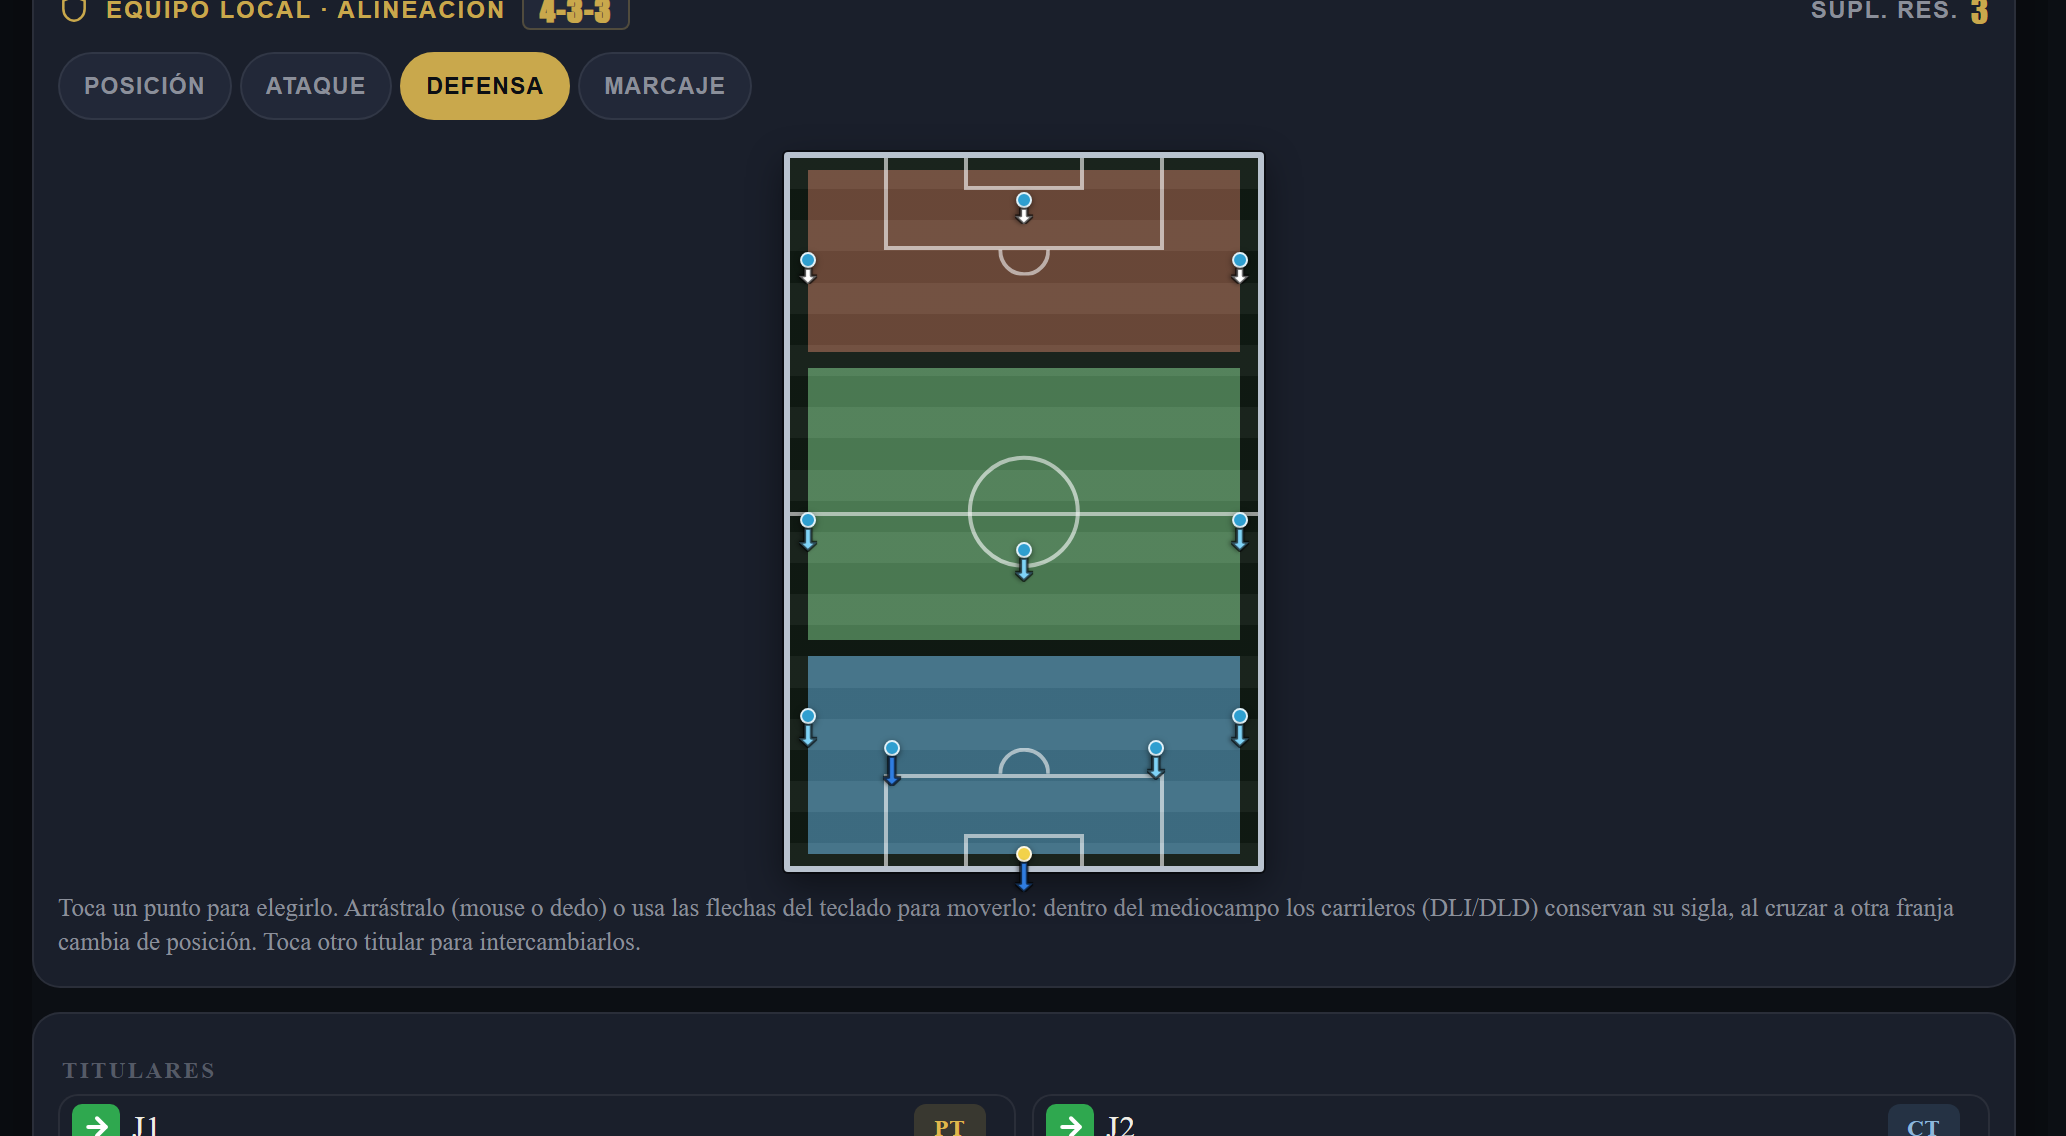 EQUIPO LOCAL · ALINEACIÓN 4-3-3 SUPL. RES. 3
POSICIÓN ATAQUE DEFENSA MARCAJE
Toca un punto para elegirlo. Arrástralo (mouse o dedo) o usa las flechas del teclado para moverlo: dentro del mediocampo los carrileros (DLI/DLD) conservan su sigla, al cruzar a otra franja
cambia de posición. Toca otro titular para intercambiarlos.
TITULARES
J1 PT J2 CT